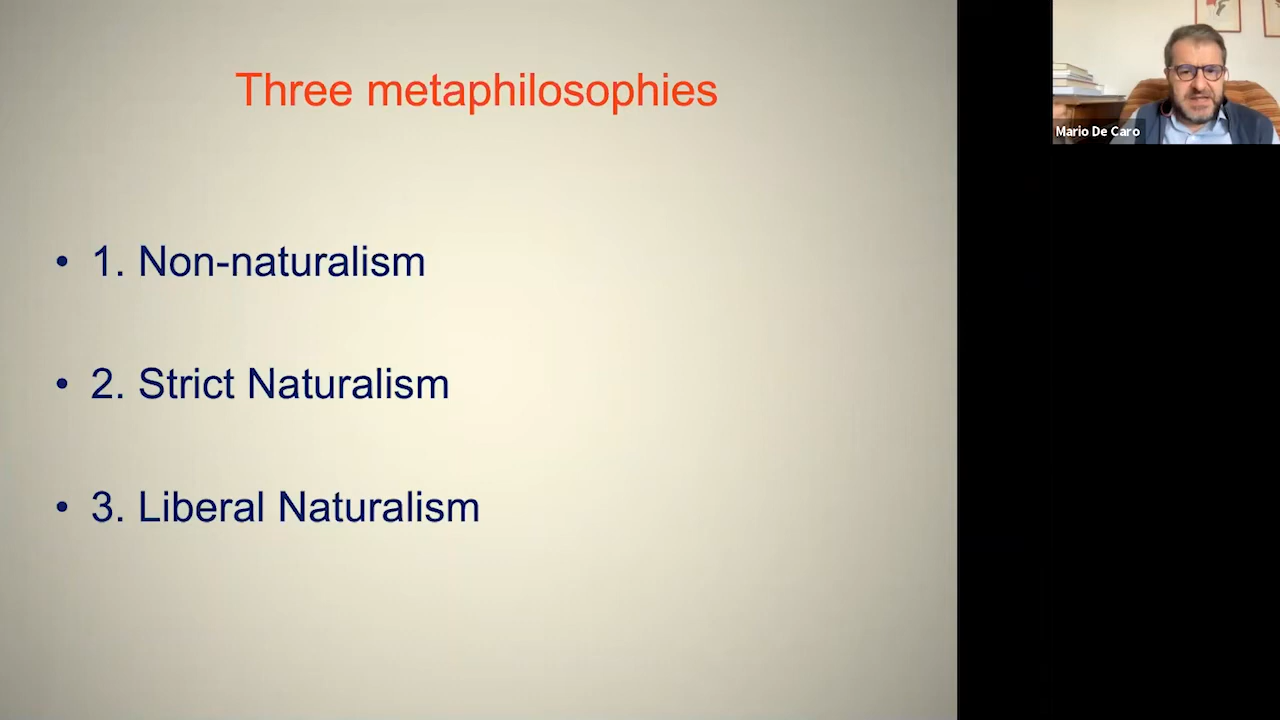 Three metaphilosophies
• 1. Non-naturalism
• 2. Strict Naturalism
• 3. Liberal Naturalism
Mario De Caro